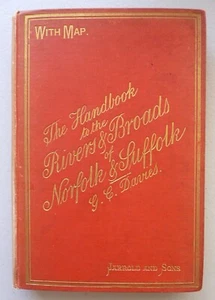 WITH MAP.
The Handbook
to the
Rivers & Broads
of
Norfolk & Suffolk
G. C. Davies.
JARROLD AND SONS